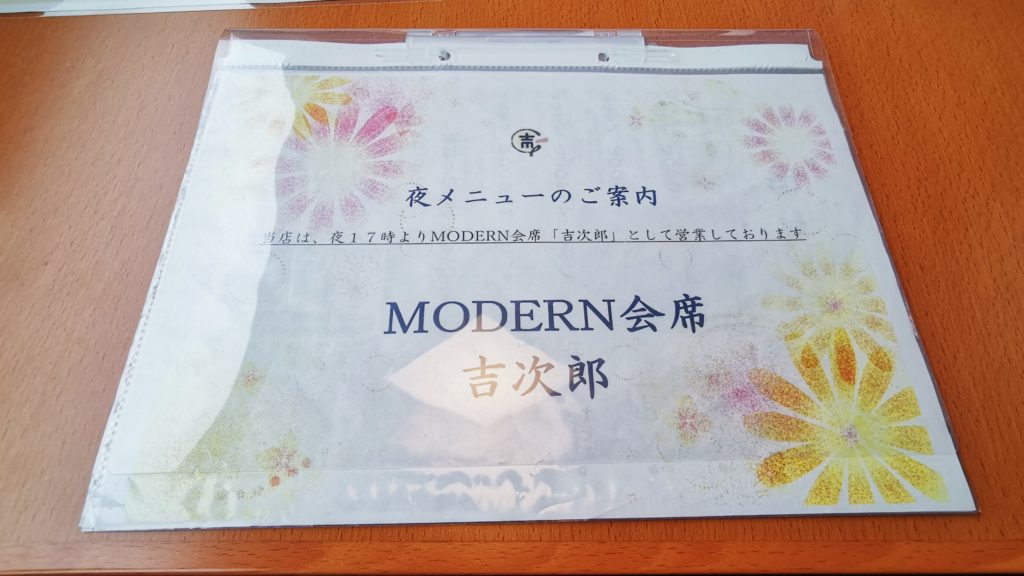 吉
夜メニューのご案内
当店は、夜17時よりMODERN会席「吉次郎」として営業しております
MODERN会席
吉次郎